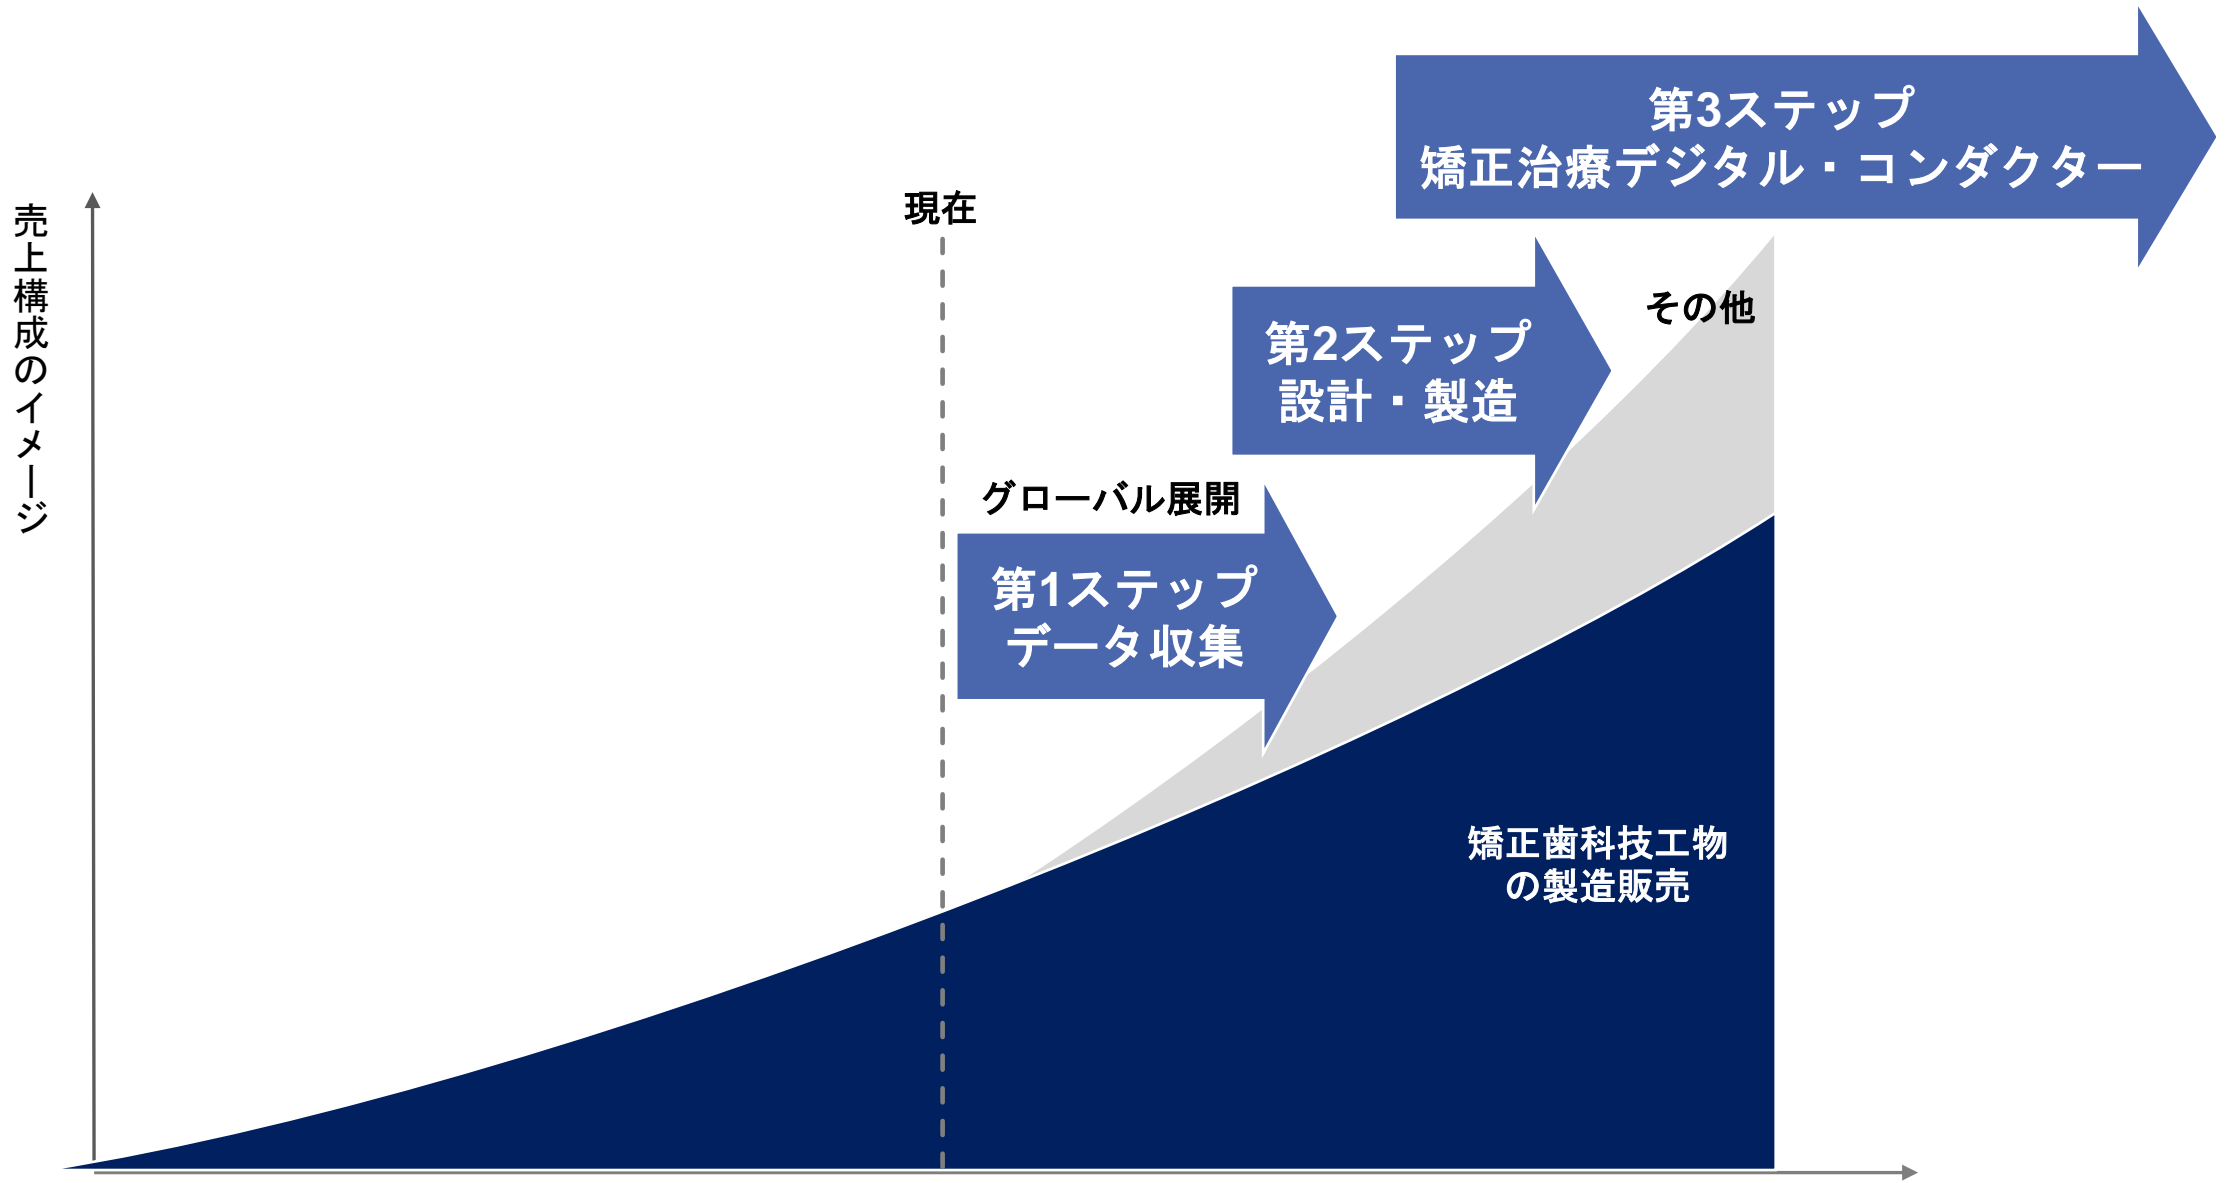 売上構成のイメージ
現在
第3ステップ
矯正治療デジタル・コンダクター
その他
第2ステップ
設計・製造
グローバル展開
第1ステップ
データ収集
矯正歯科技工物
の製造販売